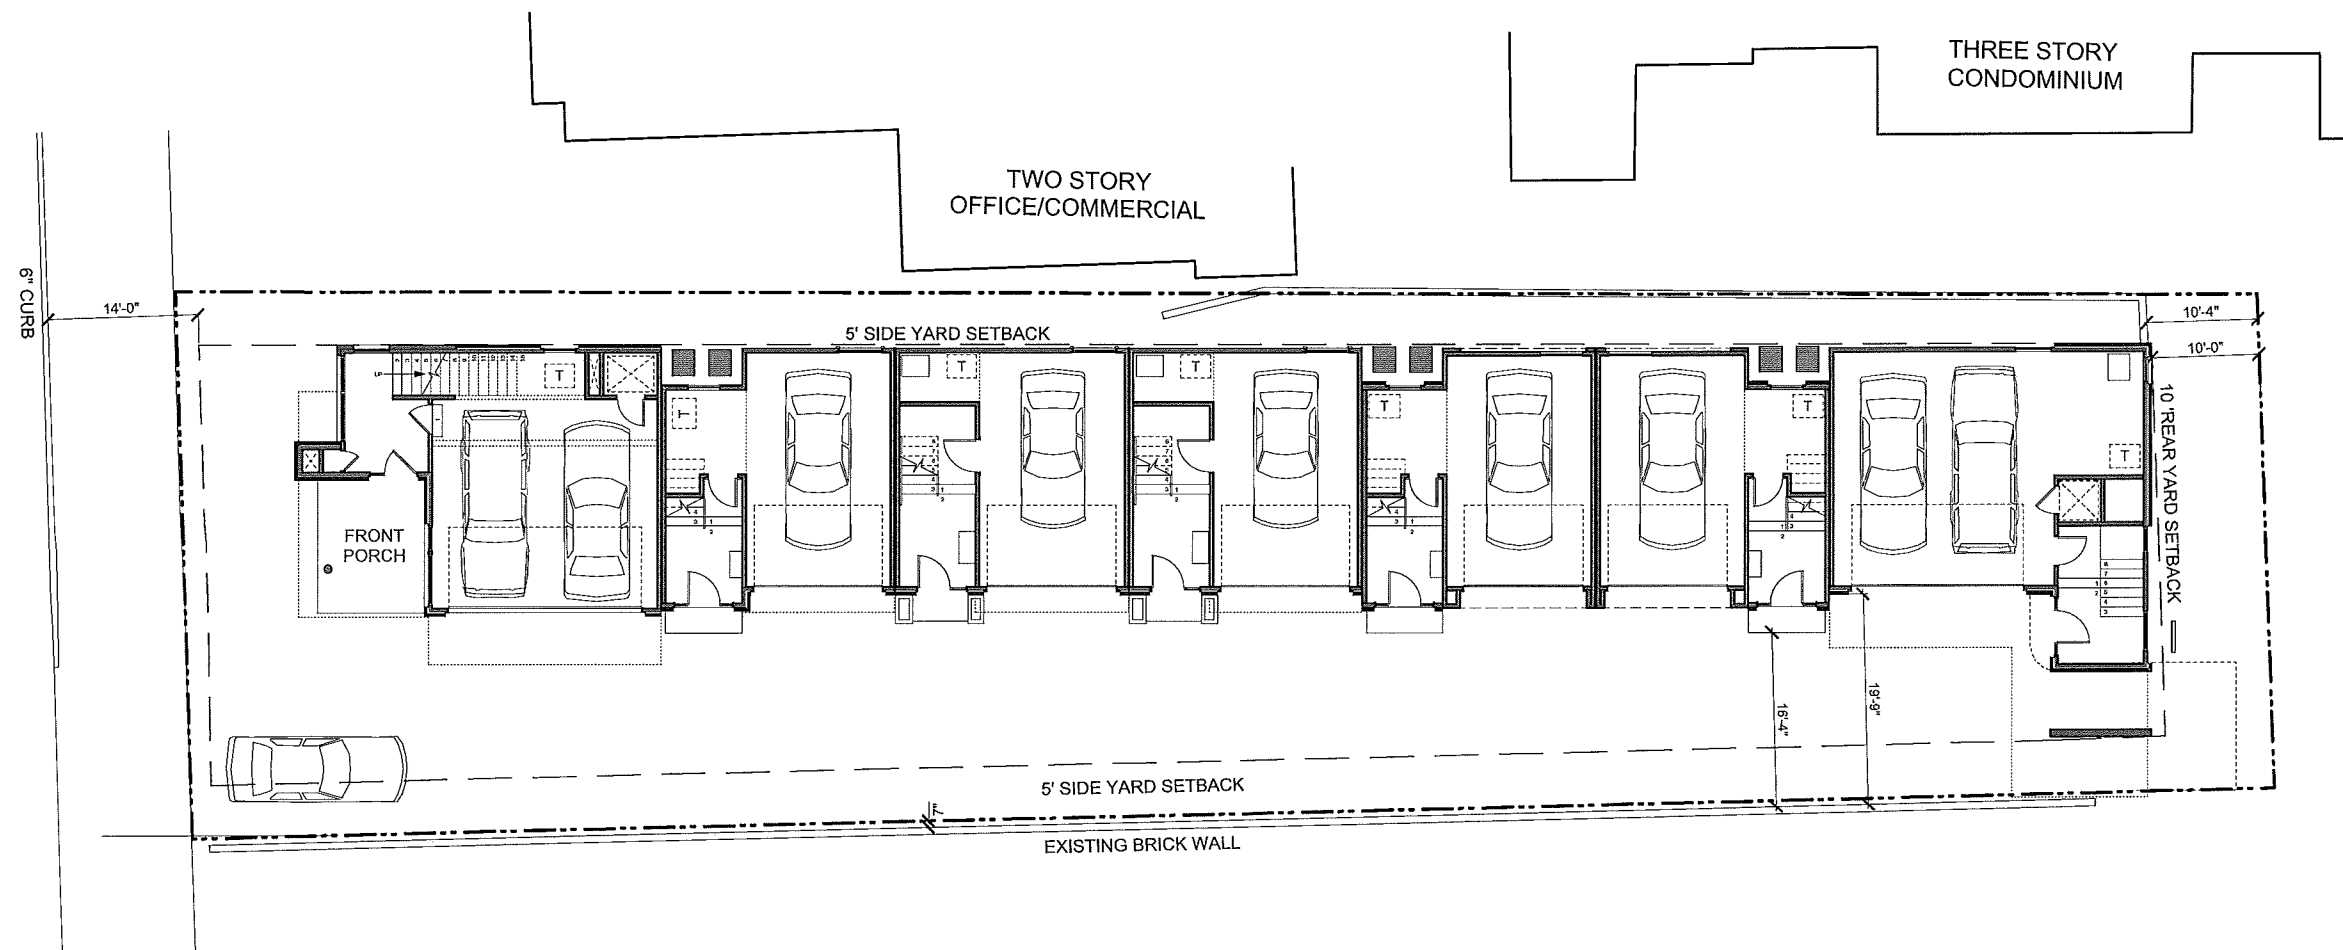 THREE STORY
CONDOMINIUM
TWO STORY
OFFICE/COMMERCIAL
6" CURB
14'-0"
10'-4"
10'-0"
5' SIDE YARD SETBACK
UP
T
T
T
T
T
T
T
10 'REAR YARD SETBACK
FRONT
PORCH
19'-9"
16'-4"
5' SIDE YARD SETBACK
7"
EXISTING BRICK WALL